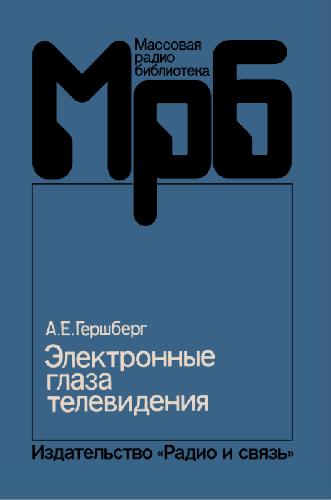 Массовая
радио
библиотека
Мрб
А.Е.Гершберг
Электронные
глаза
телевидения
Издательство «Радио и связь»